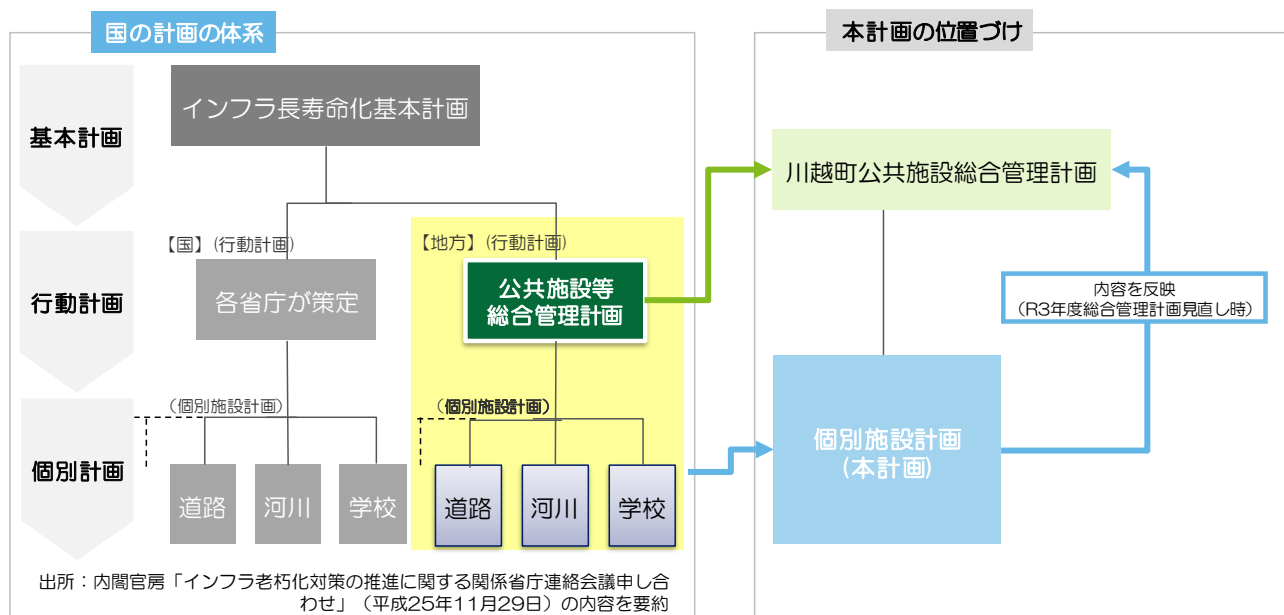 国の計画の体系
本計画の位置づけ
基本計画
インフラ長寿命化基本計画
川越町公共施設総合管理計画
【国】(行動計画)
【地方】(行動計画)
行動計画
各省庁が策定
公共施設等
総合管理計画
内容を反映
（R3年度総合管理計画見直し時）
(個別施設計画)
(個別施設計画)
個別計画
道路
河川
学校
道路
河川
学校
個別施設計画
(本計画)
出所：内閣官房「インフラ老朽化対策の推進に関する関係省庁連絡会議申し合
わせ」（平成25年11月29日）の内容を要約